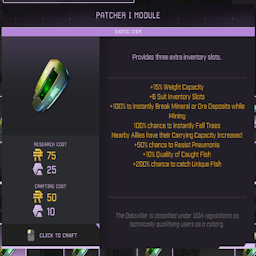 PATCHER I MODULE
EXOTIC ITEM
Provides three extra inventory slots.
+15% Weight Capacity
+6 Suit Inventory Slots
+100% to Instantly Break Mineral or Ore Deposits while
Mining
100% chance to Instantly Fell Trees
Nearby Allies have their Carrying Capacity Increased
+50% chance to Resist Pneumonia
+10% Quality of Caught Fish
+200% chance to catch Unique Fish
RESEARCH COST
75
25
CRAFTING COST
50
10
CLICK TO CRAFT
The Detoxifier is classified under UDA regulations as
technically qualifying users as a cyborg.